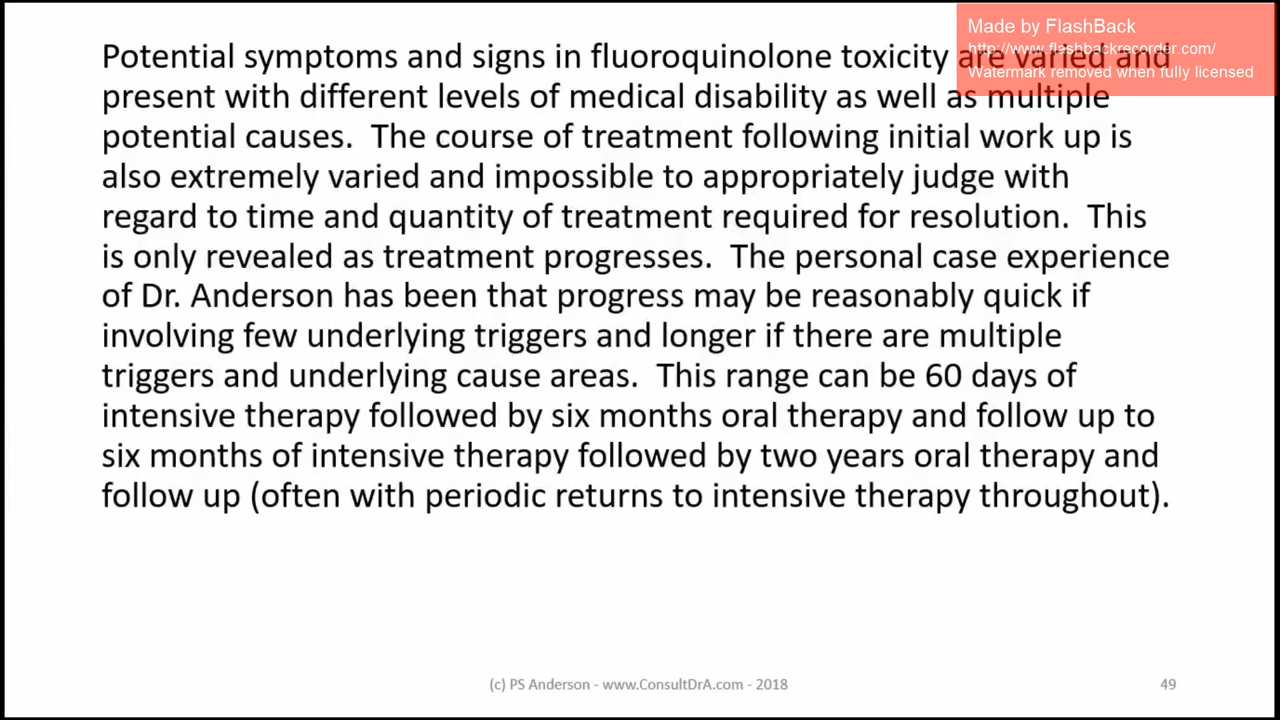 Made by FlashBack
http://www.flashbackrecorder.com/
Watermark removed when fully licensed
Potential symptoms and signs in fluoroquinolone toxicity are varied and
present with different levels of medical disability as well as multiple
potential causes.  The course of treatment following initial work up is
also extremely varied and impossible to appropriately judge with
regard to time and quantity of treatment required for resolution.  This
is only revealed as treatment progresses.  The personal case experience
of Dr. Anderson has been that progress may be reasonably quick if
involving few underlying triggers and longer if there are multiple
triggers and underlying cause areas.  This range can be 60 days of
intensive therapy followed by six months oral therapy and follow up to
six months of intensive therapy followed by two years oral therapy and
follow up (often with periodic returns to intensive therapy throughout).
(c) PS Anderson - www.ConsultDrA.com - 2018
49